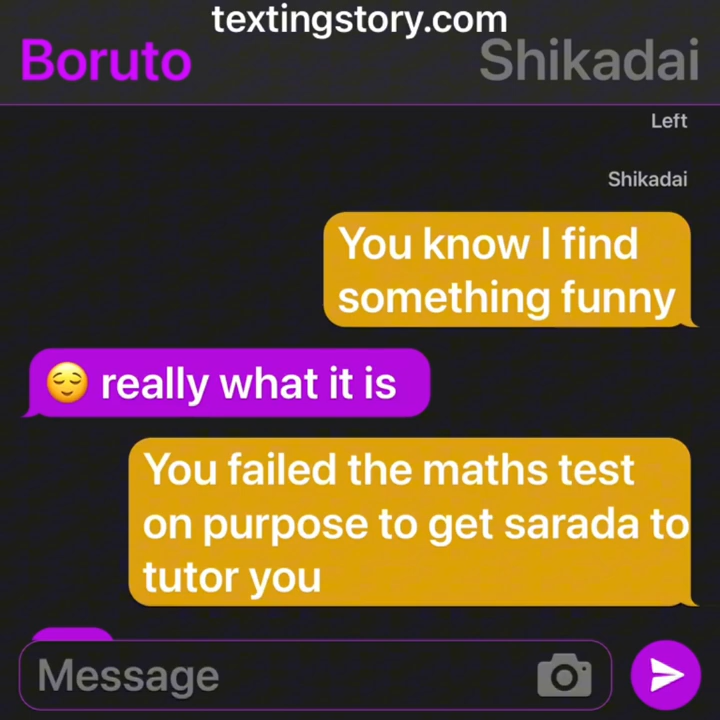 textingstory.com
Boruto
Shikadai
Left
Shikadai
You know I find
something funny
😌 really what it is
You failed the maths test
on purpose to get sarada to
tutor you
Message